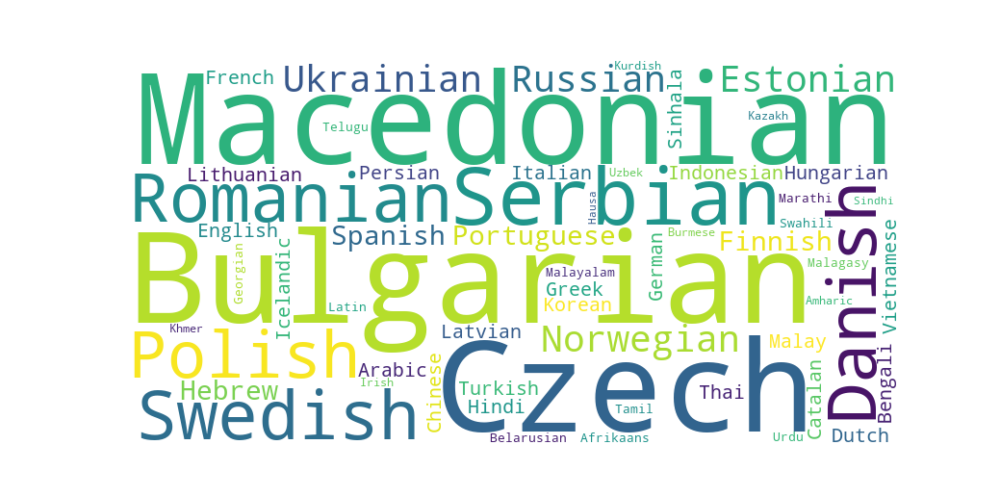 Kurdish
French Ukrainian Russian Estonian
Macedonian
Sinhala
Kazakh
Telugu
Lithuanian Persian Italian Uzbek Indonesian Hungarian
Romanian Serbian
Hausa
Marathi Sindhi
Danish
English Spanish Portuguese Burmese Finnish Swahili
Vietnamese
Bulgarian
Georgian
Icelandic
German
Malayalam Malagasy
Greek
Latin Korean Amharic
Khmer Latvian Norwegian Malay
Polish Czech
Arabic
Chinese
Hebrew Irish Turkish Thai
Catalan
Bengali
Swedish Hindi Tamil
Belarusian Afrikaans Urdu Dutch